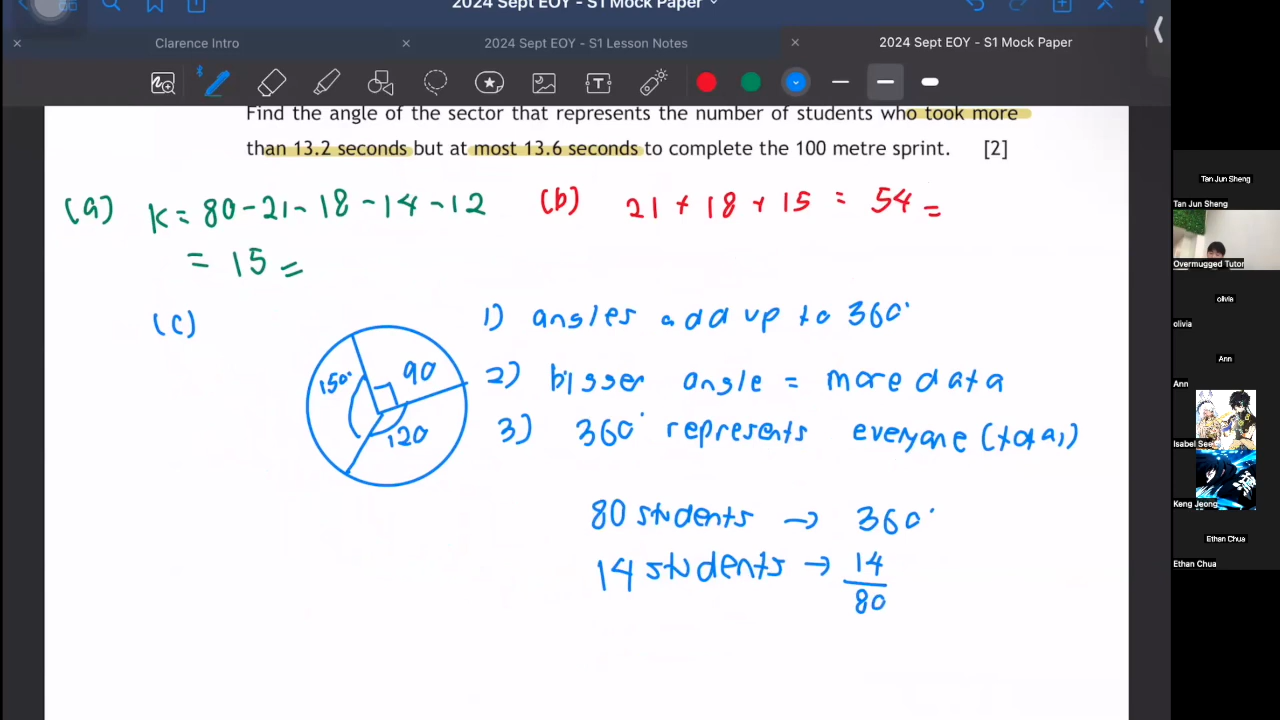 2024 Sept EOY - S1 Mock Paper
Clarence Intro
2024 Sept EOY - S1 Lesson Notes
2024 Sept EOY - S1 Mock Paper
Find the angle of the sector that represents the number of students who took more
than 13.2 seconds but at most 13.6 seconds to complete the 100 metre sprint. [2]
(a) K = 80 - 21 - 18 - 14 - 12
= 15 =
(b) 21 + 18 + 15 = 54 =
(c)
150°
90
120
1) angles add up to 360°
2) bigger angle = more data
3) 360° represents everyone (total)
80 students → 360°
14 students → 14
80
Tan Jun Sheng
Tan Jun Sheng
Overmugged Tutor
olivia
olivia
Ann
Ann
Isabel See
Keng Jeong
Ethan Chua
Ethan Chua